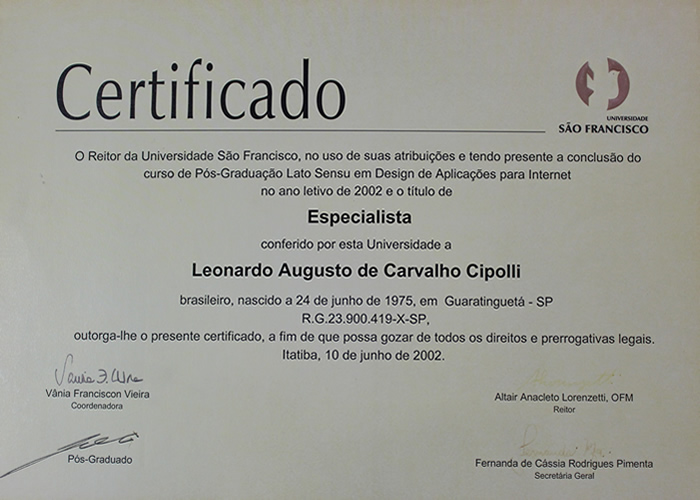 Certificado
UNIVERSIDADE
SÃO FRANCISCO
O Reitor da Universidade São Francisco, no uso de suas atribuições e tendo presente a conclusão do
curso de Pós-Graduação Lato Sensu em Design de Aplicações para Internet
no ano letivo de 2002 e o título de
Especialista
conferido por esta Universidade a
Leonardo Augusto de Carvalho Cipolli
brasileiro, nascido a 24 de junho de 1975, em Guaratinguetá - SP
R.G.23.900.419-X-SP,
outorga-lhe o presente certificado, a fim de que possa gozar de todos os direitos e prerrogativas legais.
Itatiba, 10 de junho de 2002.
Vânia Franciscon Vieira
Coordenadora
Altair Anacleto Lorenzetti, OFM
Reitor
Pós-Graduado
Fernanda de Cássia Rodrigues Pimenta
Secretária Geral